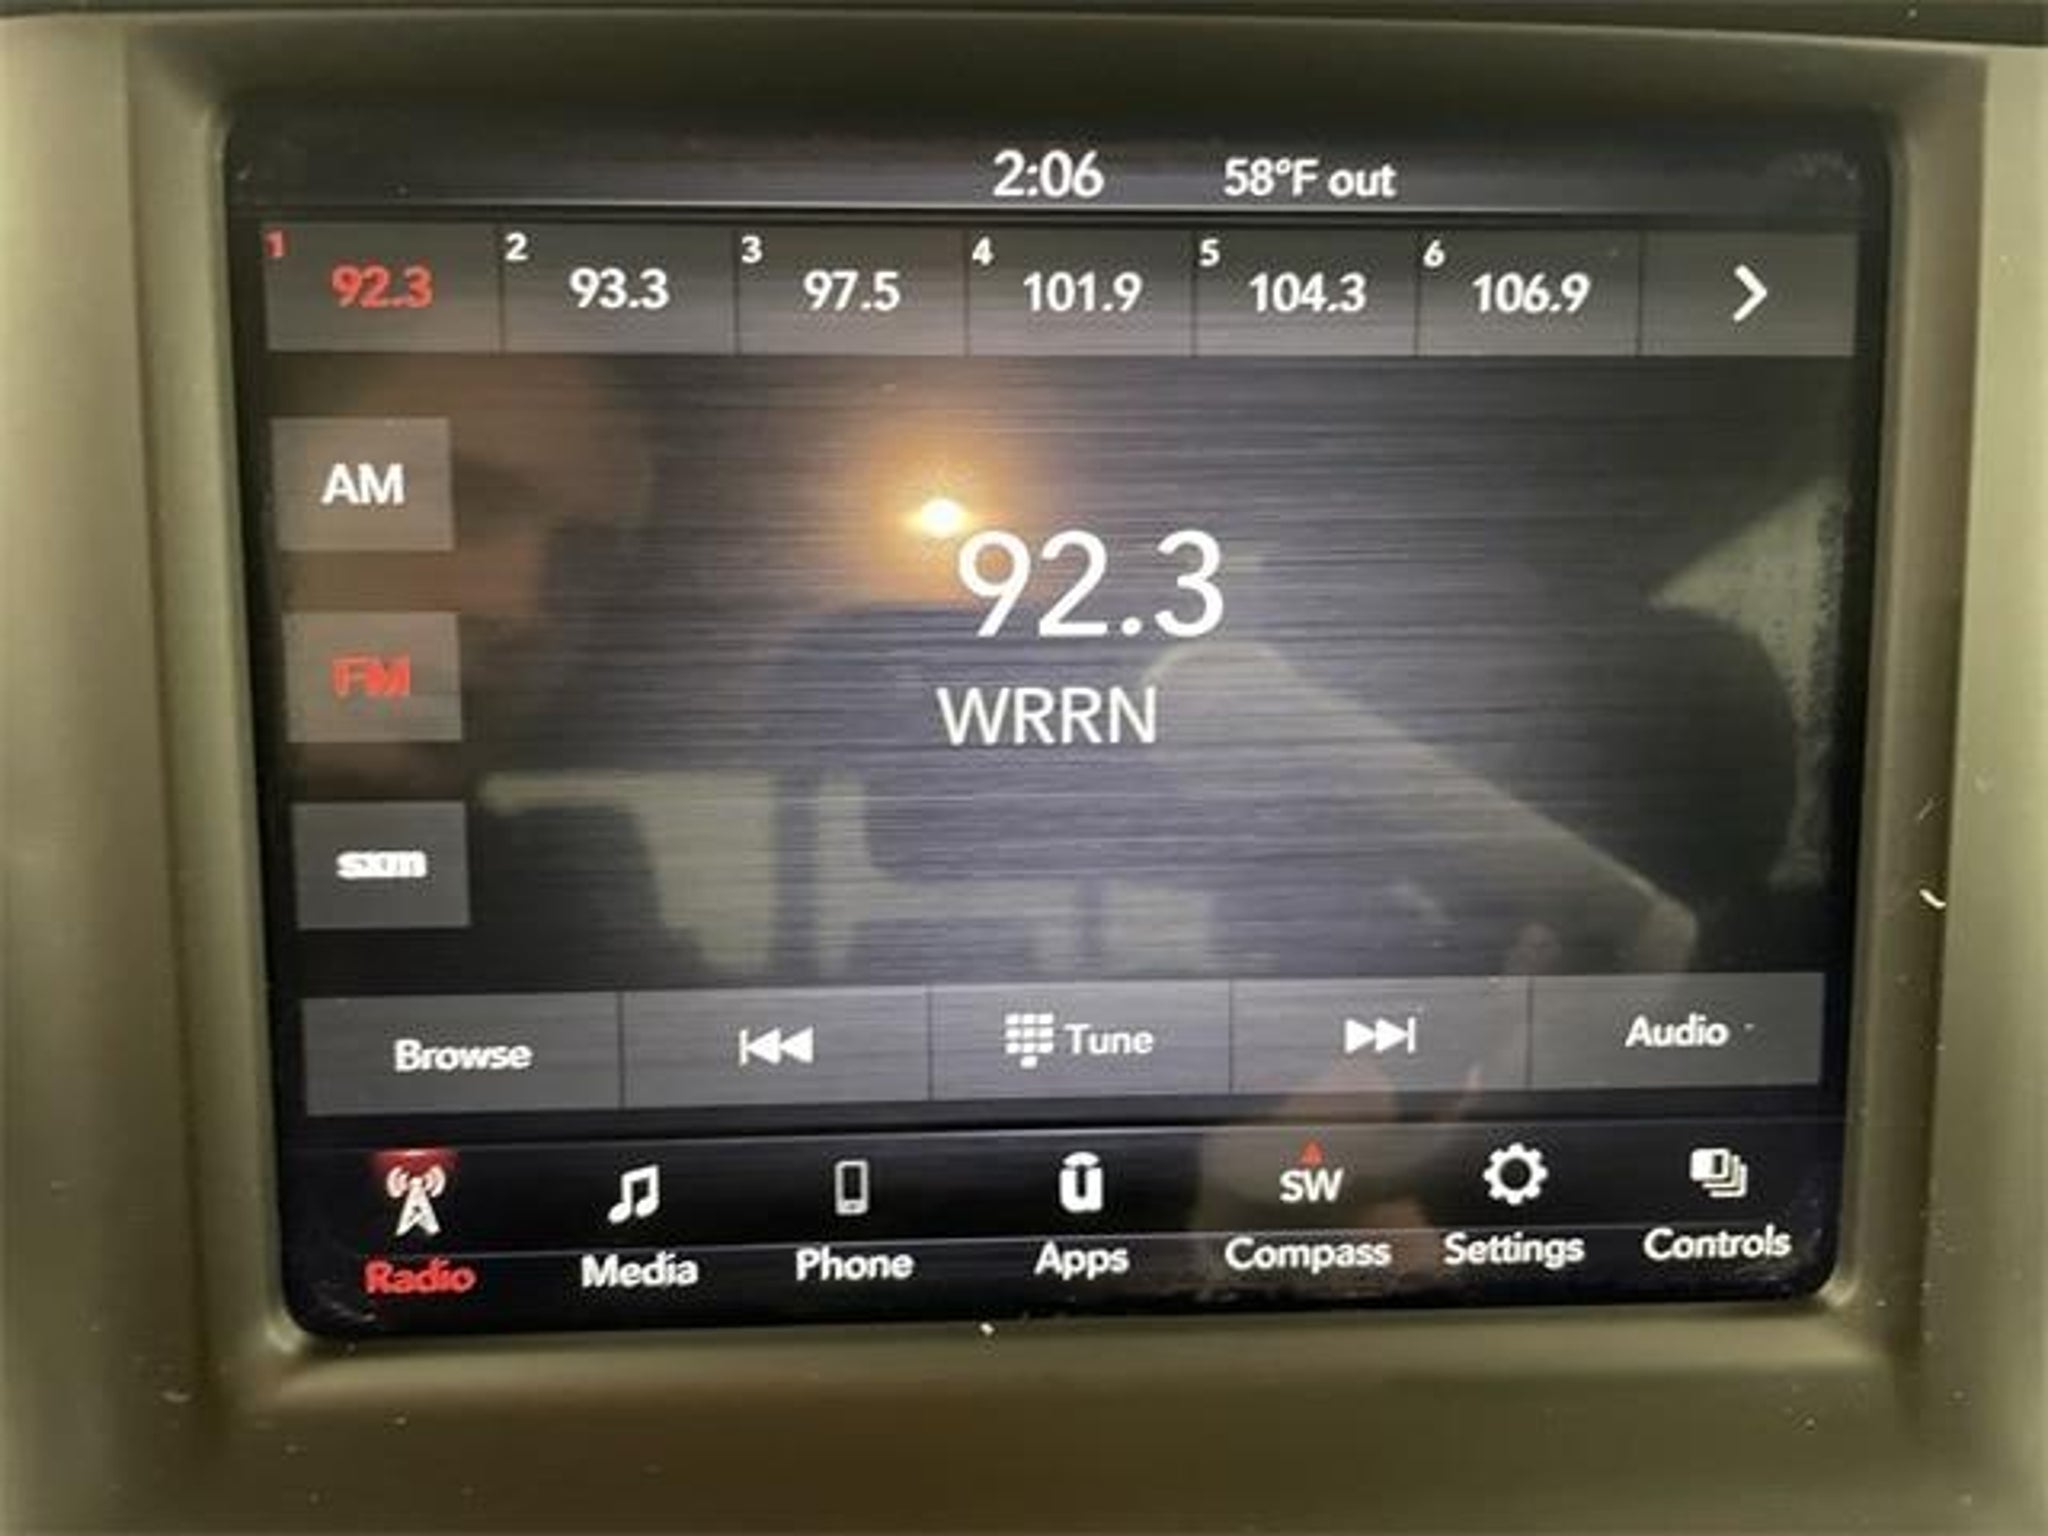 2:06 58°F out
1 92.3 2 93.3 3 97.5 4 101.9 5 104.3 6 106.9
AM
92.3
FM
WRRN
sxm
Browse Tune Audio
SW
Radio Media Phone Apps Compass Settings Controls